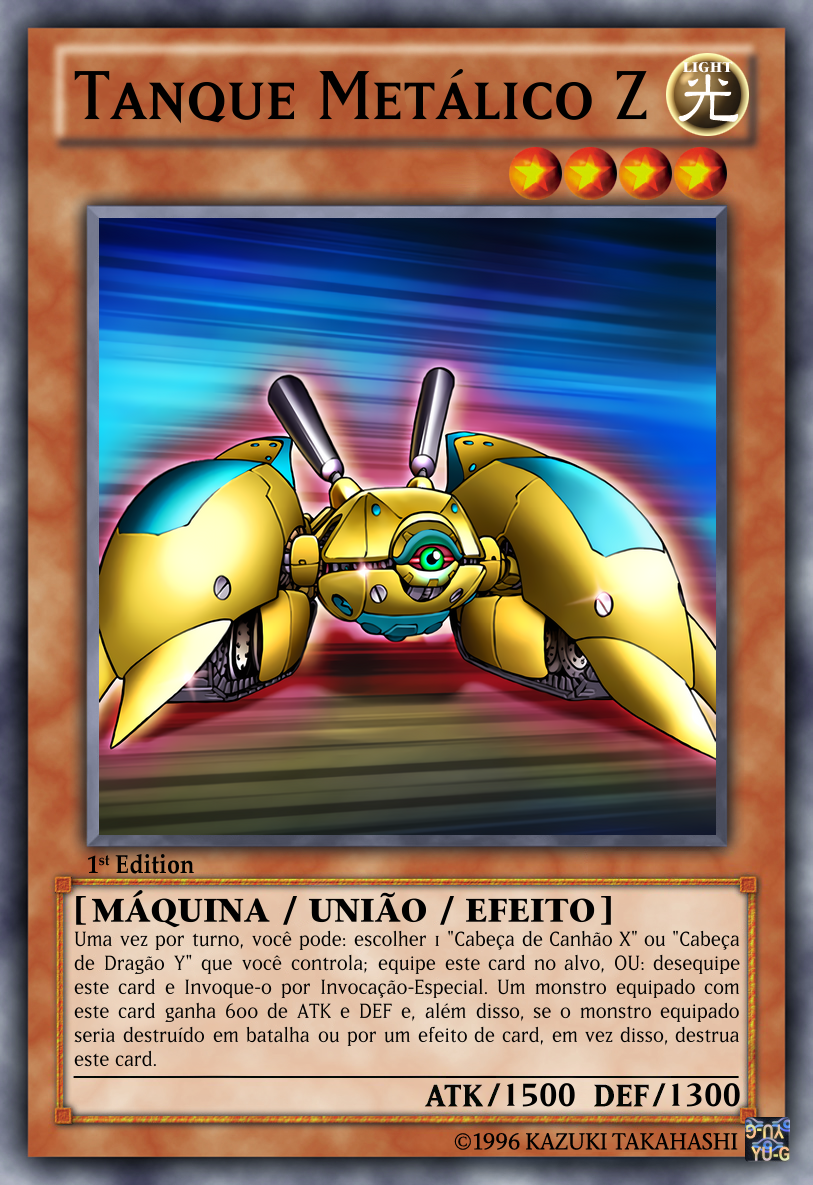 Tanque Metálico Z
LIGHT
光
1st Edition
[MÁQUINA / UNIÃO / EFEITO]
Uma vez por turno, você pode: escolher 1 "Cabeça de Canhão X" ou "Cabeça
de Dragão Y" que você controla; equipe este card no alvo, OU: desequipe
este card e Invoque-o por Invocação-Especial. Um monstro equipado com
este card ganha 600 de ATK e DEF e, além disso, se o monstro equipado
seria destruído em batalha ou por um efeito de card, em vez disso, destrua
este card.
ATK/1500 DEF/1300
©1996 KAZUKI TAKAHASHI
YU-G
YU-G